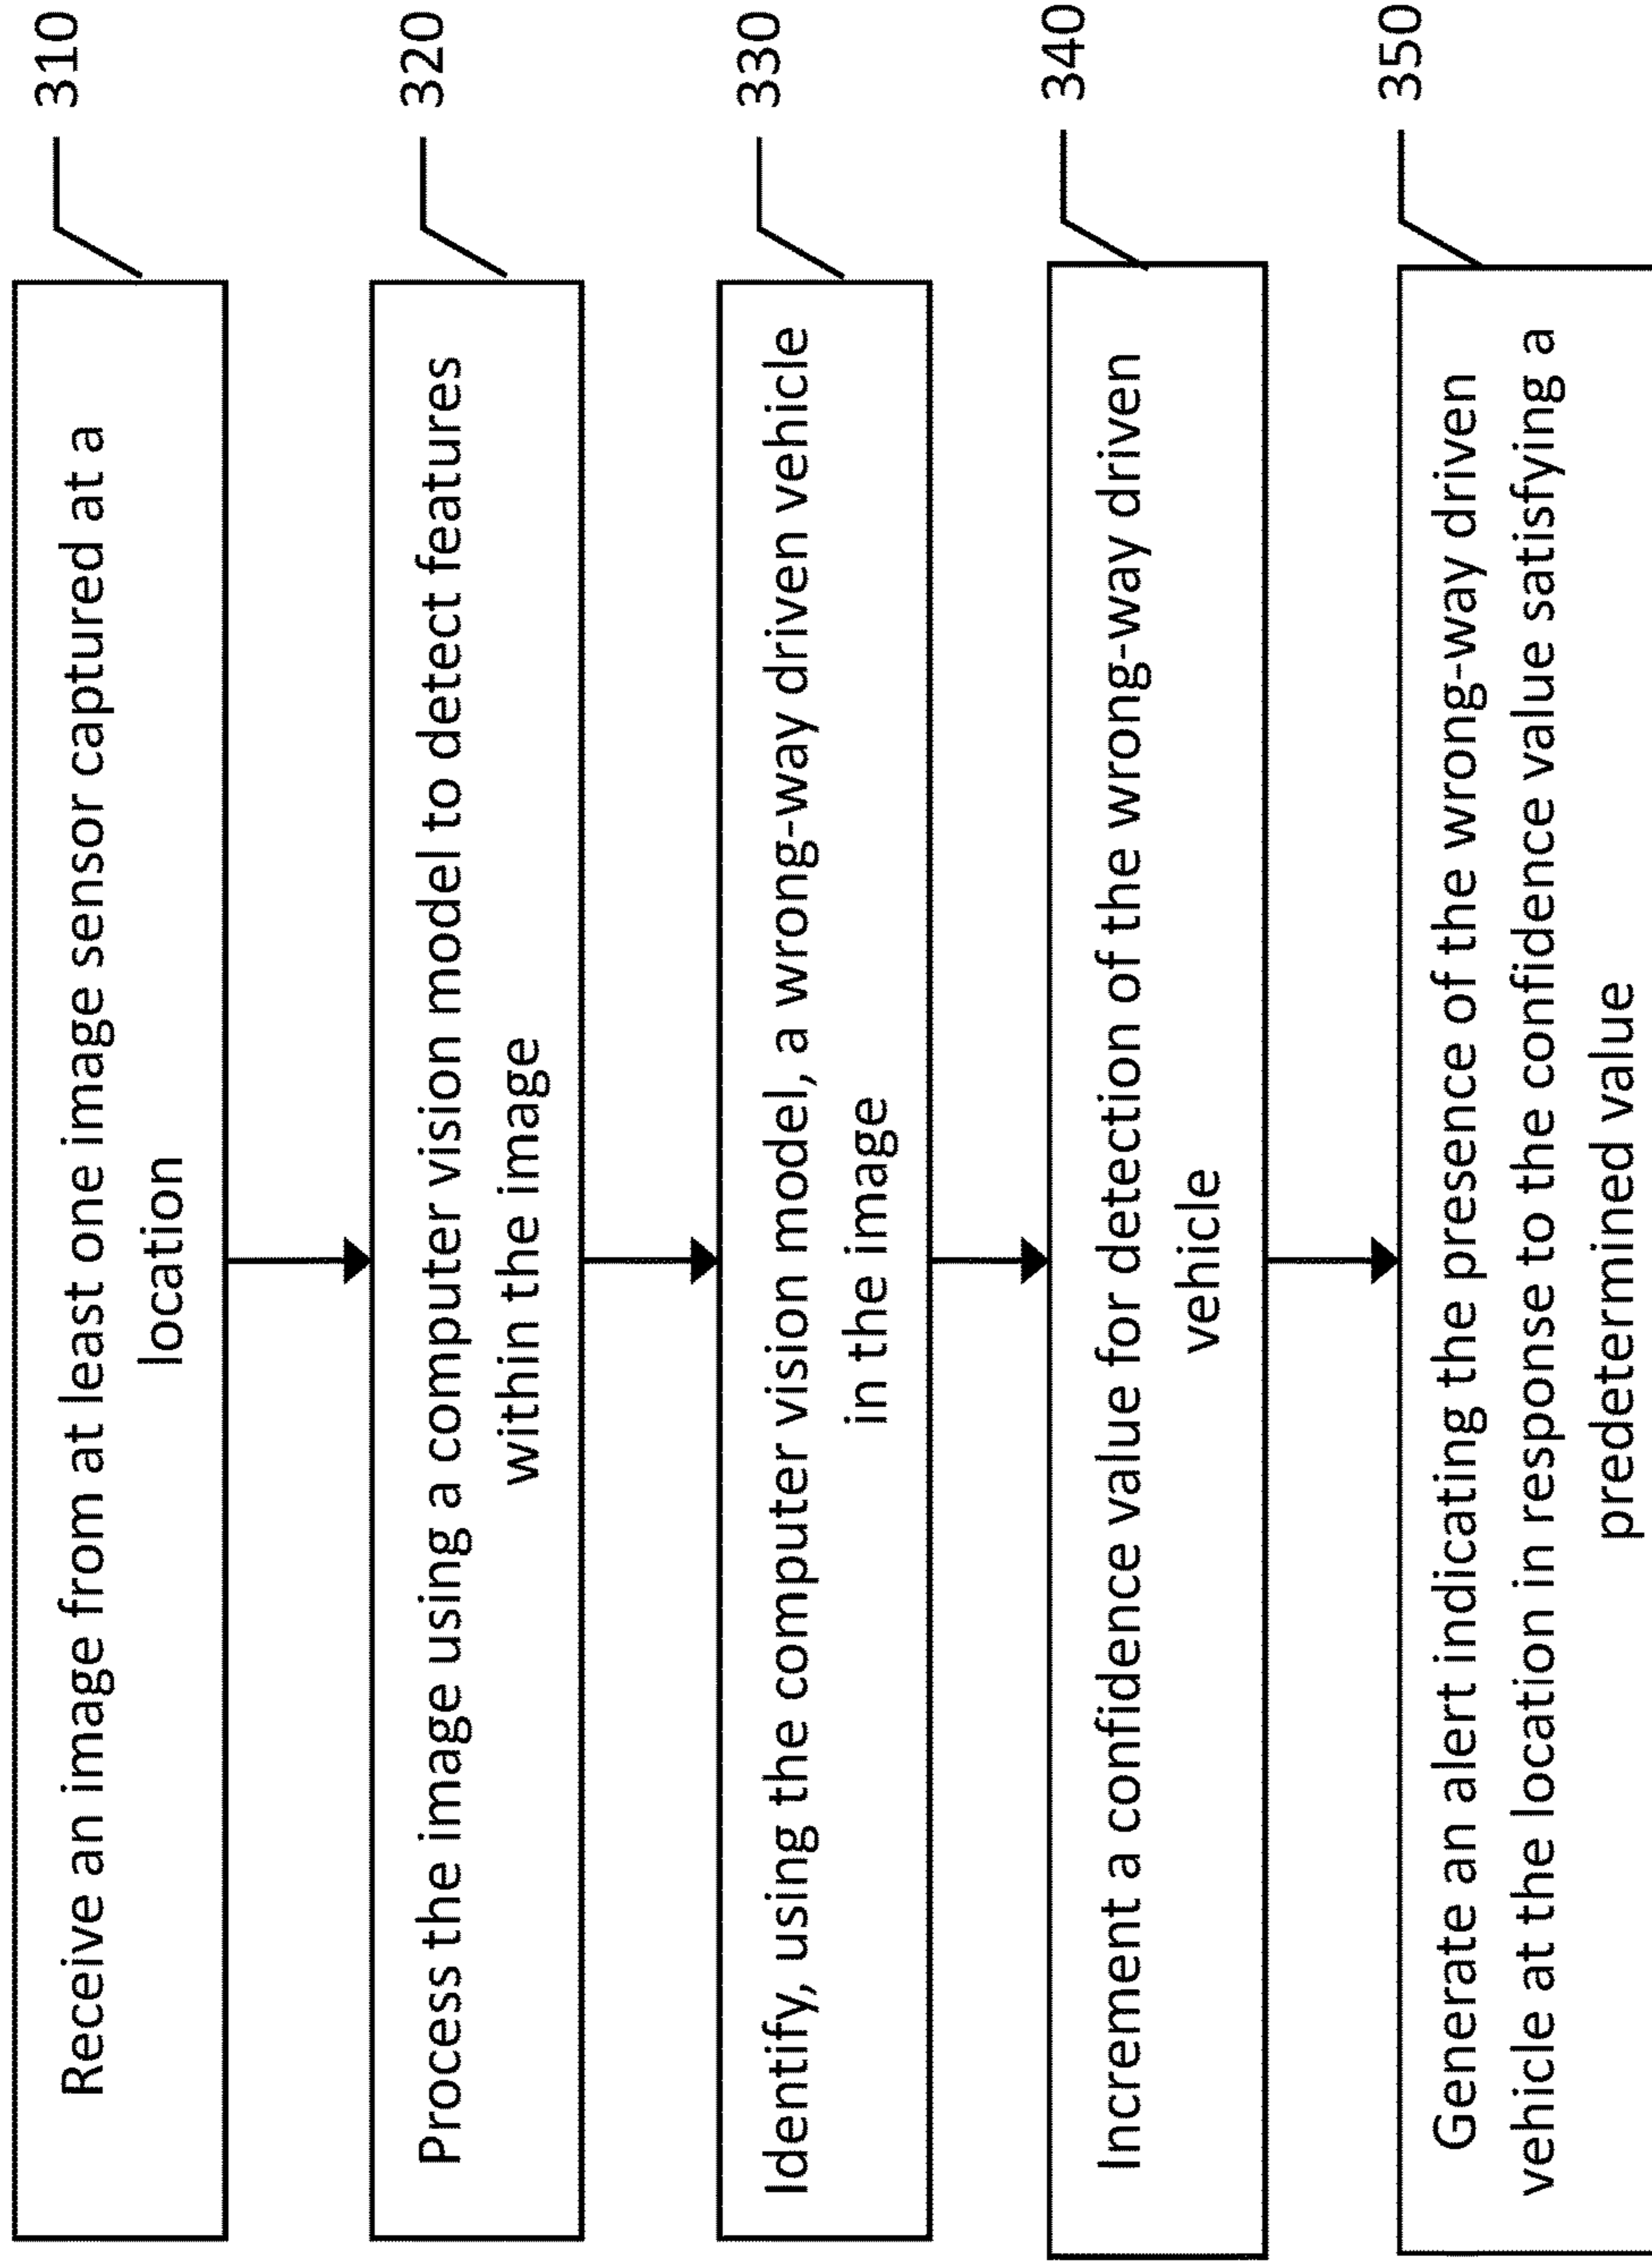 Receive an image from at least one image sensor captured at a
location
310
Process the image using a computer vision model to detect features
within the image
320
Identify, using the computer vision model, a wrong-way driven vehicle
in the image
330
Increment a confidence value for detection of the wrong-way driven
vehicle
340
Generate an alert indicating the presence of the wrong-way driven
vehicle at the location in response to the confidence value satisfying a
predetermined value
350